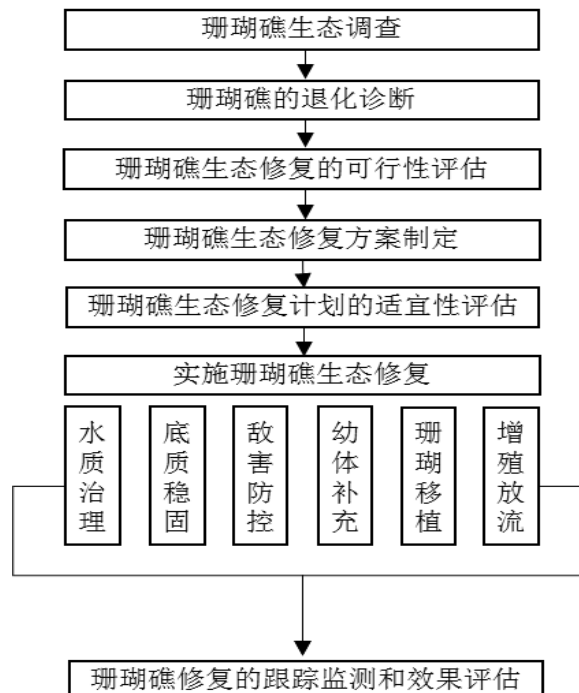 珊瑚礁生态调查
珊瑚礁的退化诊断
珊瑚礁生态修复的可行性评估
珊瑚礁生态修复方案制定
珊瑚礁生态修复计划的适宜性评估
实施珊瑚礁生态修复
水质治理
底质稳固
敌害防控
幼体补充
珊瑚移植
增殖放流
珊瑚礁修复的跟踪监测和效果评估